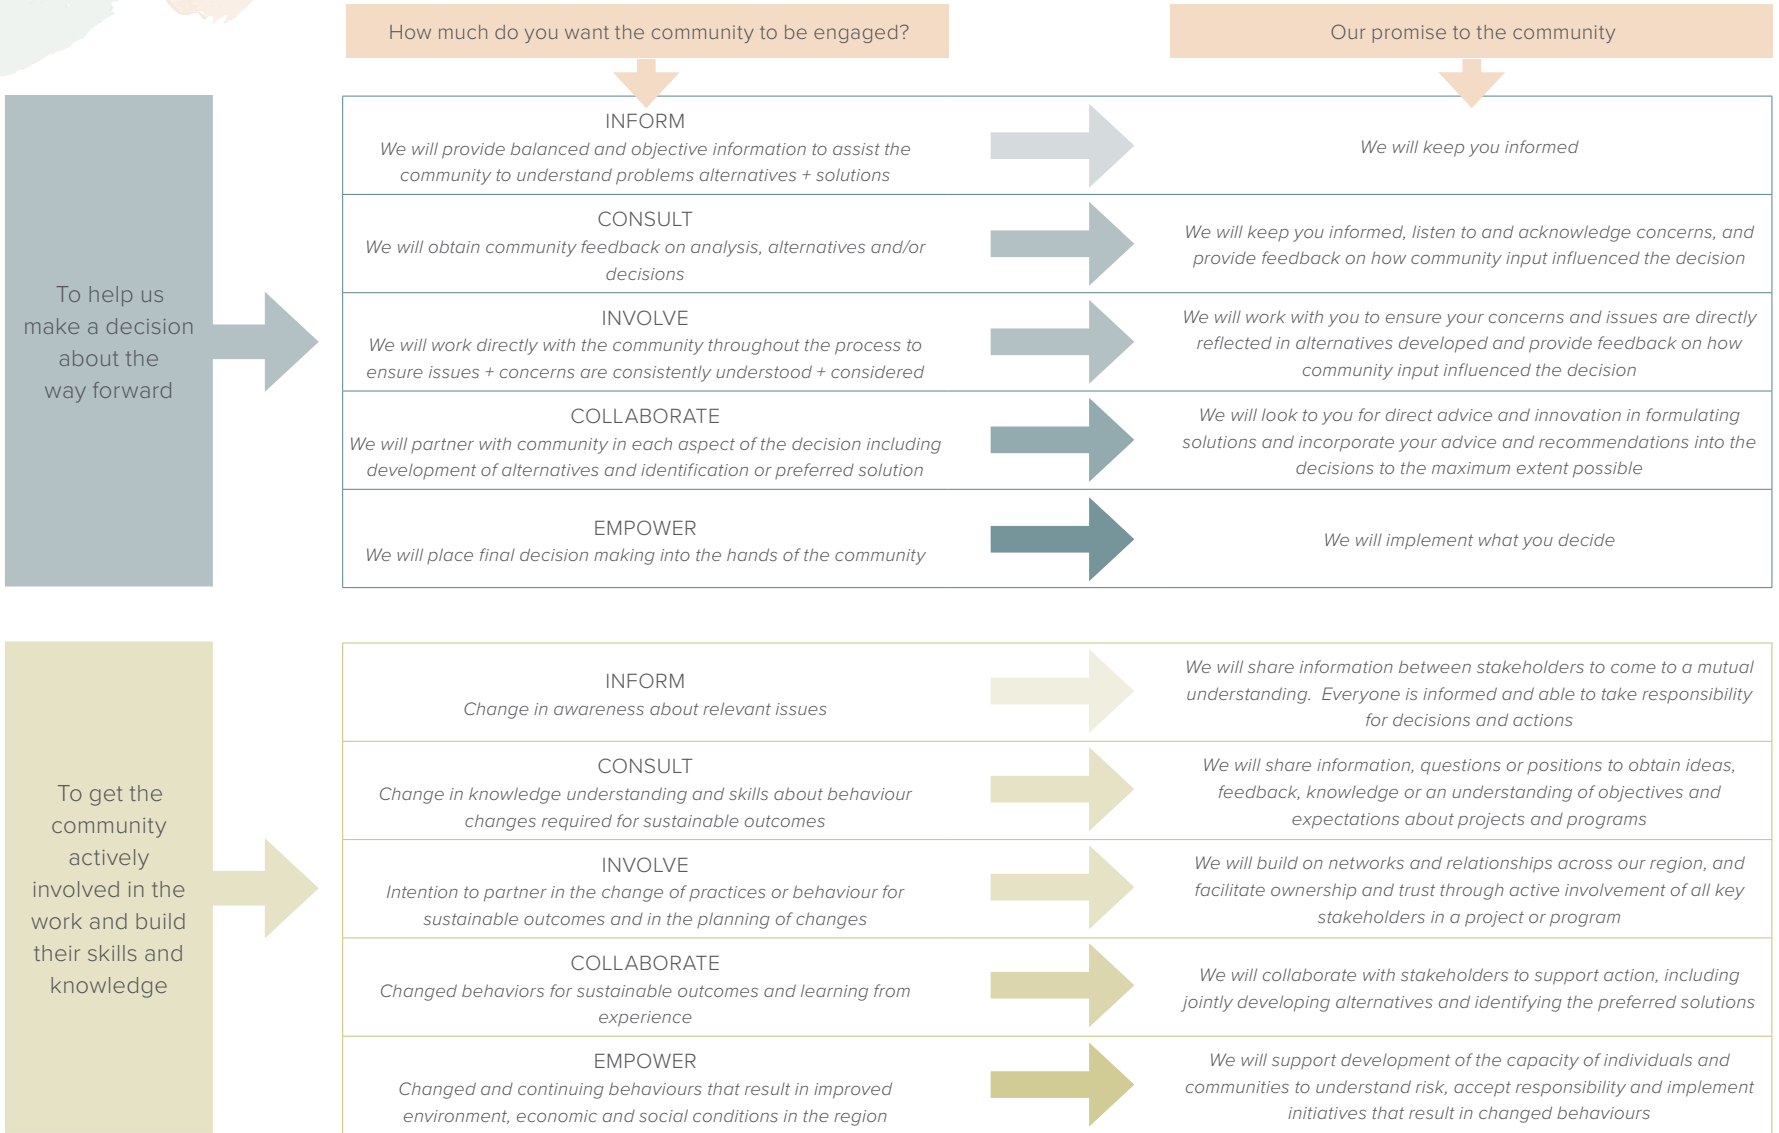 How much do you want the community to be engaged?
Our promise to the community
To help us
make a decision
about the
way forward
INFORM
We will provide balanced and objective information to assist the
community to understand problems alternatives + solutions
We will keep you informed
CONSULT
We will obtain community feedback on analysis, alternatives and/or
decisions
We will keep you informed, listen to and acknowledge concerns, and
provide feedback on how community input influenced the decision
INVOLVE
We will work directly with the community throughout the process to
ensure issues + concerns are consistently understood + considered
We will work with you to ensure your concerns and issues are directly
reflected in alternatives developed and provide feedback on how
community input influenced the decision
COLLABORATE
We will partner with community in each aspect of the decision including
development of alternatives and identification or preferred solution
We will look to you for direct advice and innovation in formulating
solutions and incorporate your advice and recommendations into the
decisions to the maximum extent possible
EMPOWER
We will place final decision making into the hands of the community
We will implement what you decide
To get the
community
actively
involved in the
work and build
their skills and
knowledge
INFORM
Change in awareness about relevant issues
We will share information between stakeholders to come to a mutual
understanding.  Everyone is informed and able to take responsibility
for decisions and actions
CONSULT
Change in knowledge understanding and skills about behaviour
changes required for sustainable outcomes
We will share information, questions or positions to obtain ideas,
feedback, knowledge or an understanding of objectives and
expectations about projects and programs
INVOLVE
Intention to partner in the change of practices or behaviour for
sustainable outcomes and in the planning of changes
We will build on networks and relationships across our region, and
facilitate ownership and trust through active involvement of all key
stakeholders in a project or program
COLLABORATE
Changed behaviors for sustainable outcomes and learning from
experience
We will collaborate with stakeholders to support action, including
jointly developing alternatives and identifying the preferred solutions
EMPOWER
Changed and continuing behaviours that result in improved
environment, economic and social conditions in the region
We will support development of the capacity of individuals and
communities to understand risk, accept responsibility and implement
initiatives that result in changed behaviours